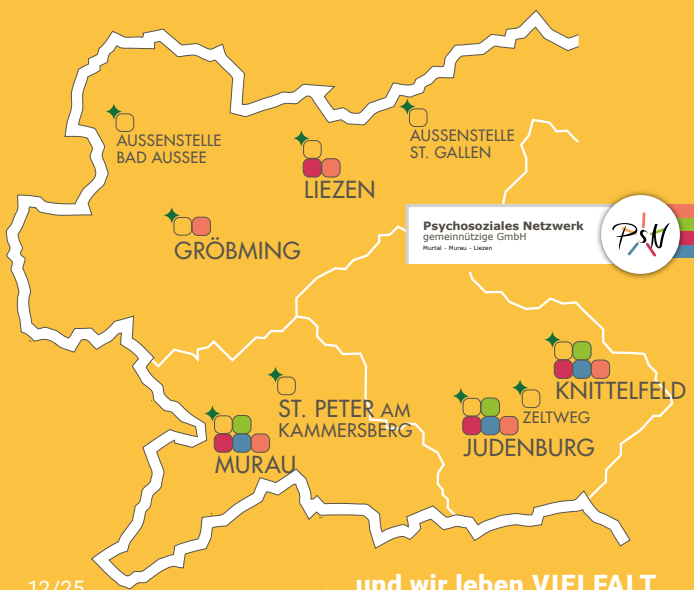 AUSSENSTELLE
BAD AUSSEE
AUSSENSTELLE
ST. GALLEN
LIEZEN
GRÖBMING
Psychosoziales Netzwerk
gemeinnützige GmbH
Murtal - Murau - Liezen
PsN
KNITTELFELD
ST. PETER AM
KAMMERSBERG
ZELTWEG
JUDENBURG
MURAU
12/25
... und wir leben VIELFALT